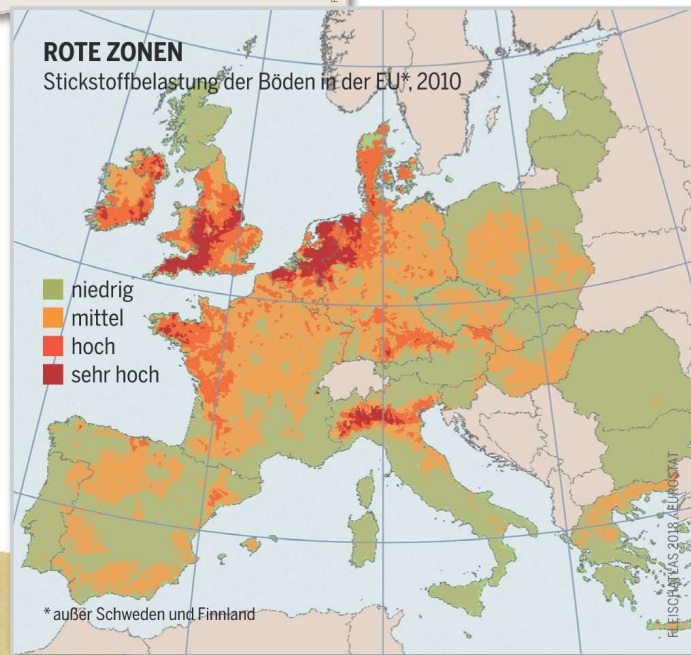 ROTE ZONEN
Stickstoffbelastung der Böden in der EU*, 2010
niedrig
mittel
hoch
sehr hoch
* außer Schweden und Finnland
FLEISCHATLAS 2018 / EUROSTAT